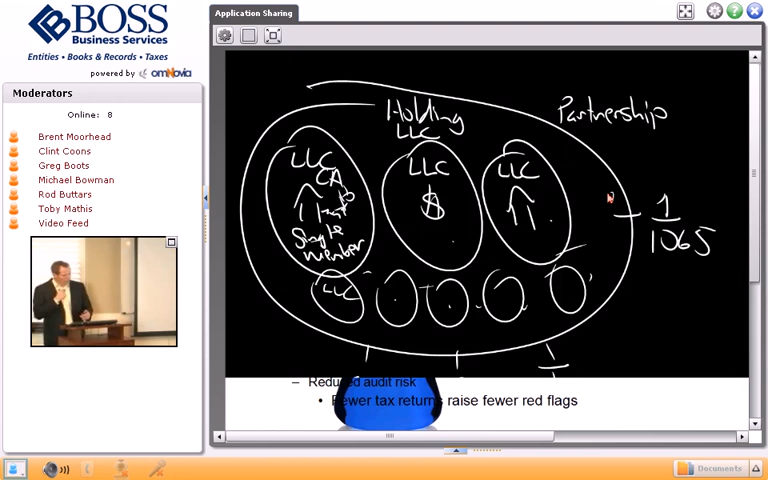 BOSS
Business Services
Entities • Books & Records • Taxes
powered by omNovia
Application Sharing
Moderators
Online: 8
Brent Moorhead
Clint Coons
Greg Boots
Michael Bowman
Rod Buttars
Toby Mathis
Video Feed
Holding
LLC
Partnership
LLC
CA
Single
member
LLC
$
LLC
1
1065
LLC
– Reduced audit risk
• Fewer tax returns raise fewer red flags
Documents